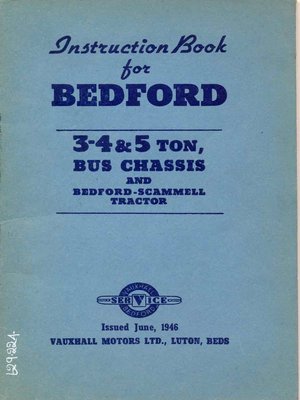 Instruction Book
for
BEDFORD
3-4 & 5 TON,
BUS CHASSIS
AND
BEDFORD-SCAMMELL
TRACTOR
VAUXHALL
SERVICE
BEDFORD
Issued June, 1946
VAUXHALL MOTORS LTD., LUTON, BEDS